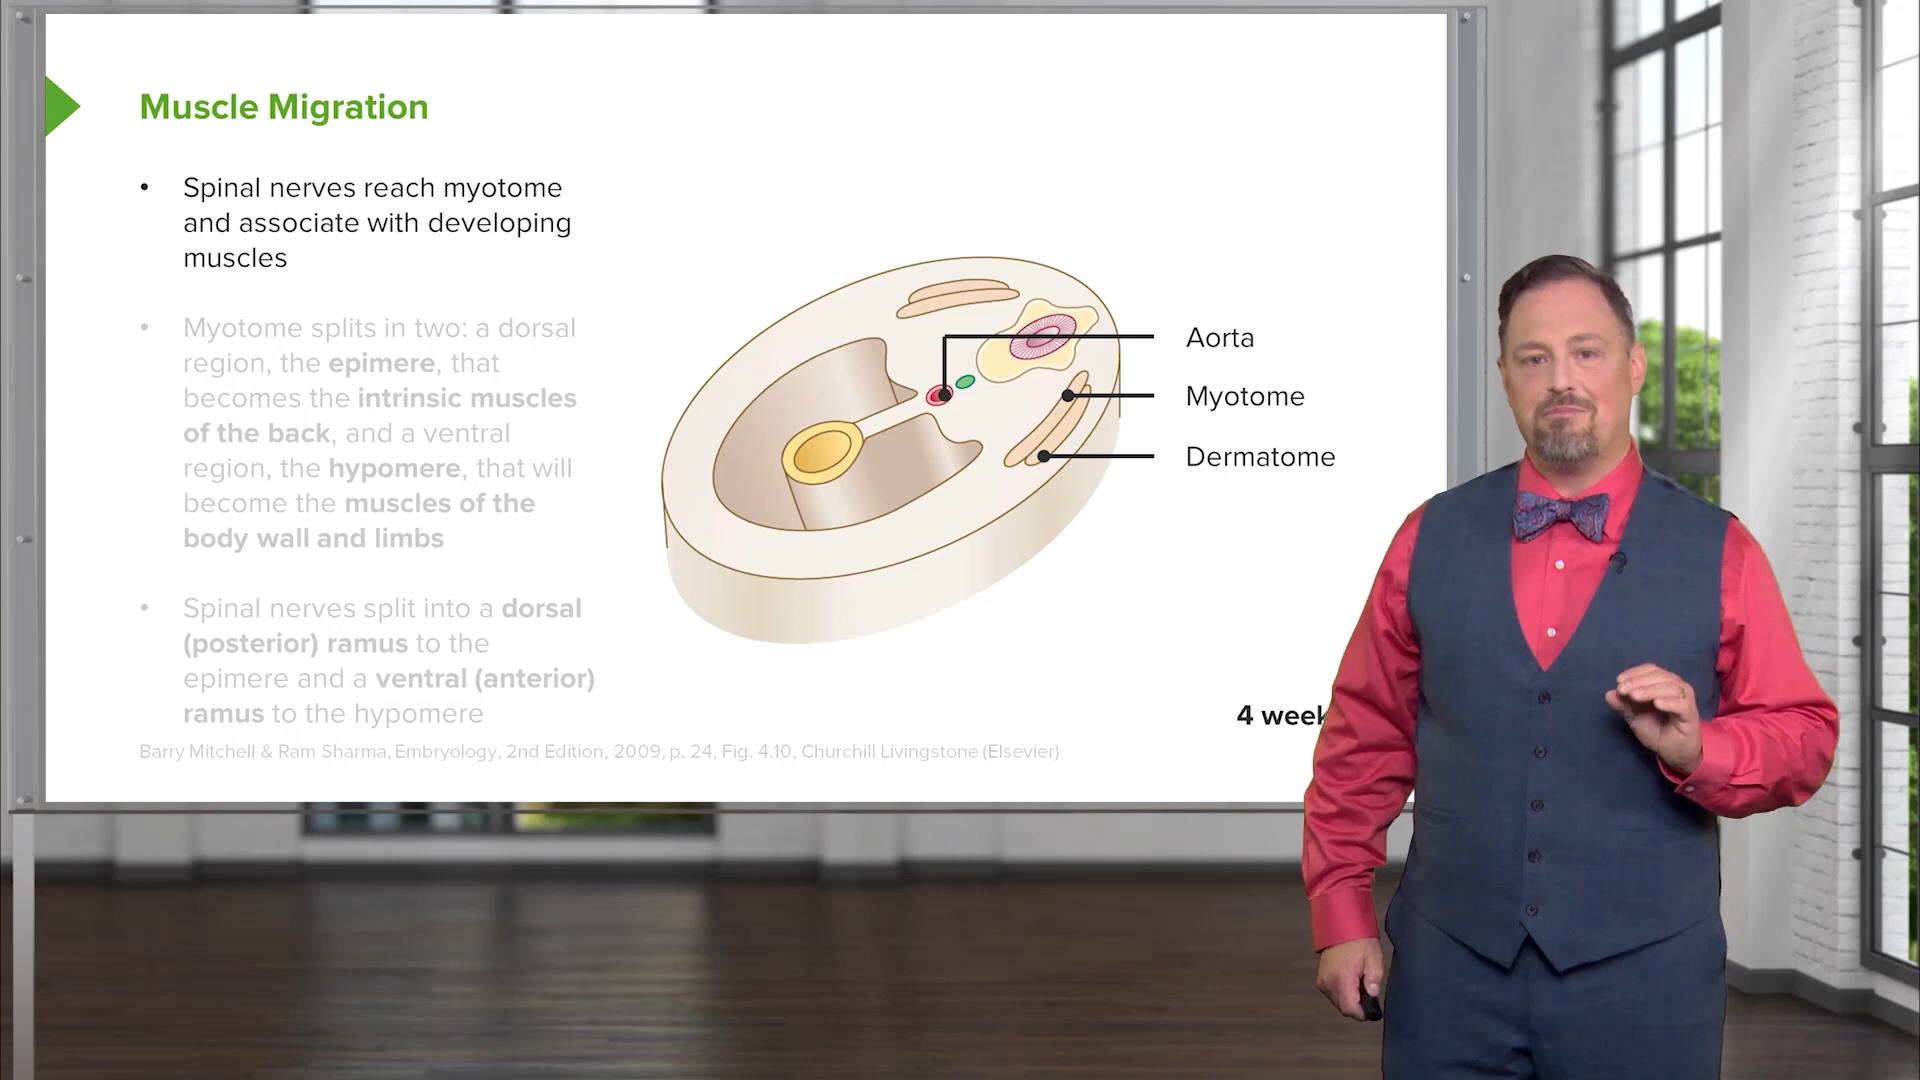 Muscle Migration
• Spinal nerves reach myotome
and associate with developing
muscles
• Myotome splits in two: a dorsal
region, the epimere, that
becomes the intrinsic muscles
of the back, and a ventral
region, the hypomere, that will
become the muscles of the
body wall and limbs
• Spinal nerves split into a dorsal
(posterior) ramus to the
epimere and a ventral (anterior)
ramus to the hypomere
Aorta
Myotome
Dermatome
4 week
Barry Mitchell & Ram Sharma, Embryology, 2nd Edition, 2009, p. 24, Fig. 4.10, Churchill Livingstone (Elsevier)